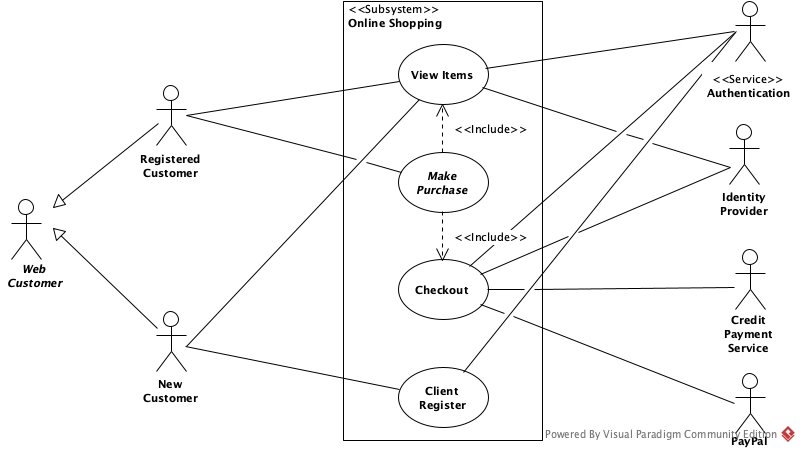 <<Subsystem>>
Online Shopping
View Items
<<Service>>
Authentication
<<Include>>
Registered
Customer
Make
Purchase
Identity
Provider
<<Include>>
Web
Customer
Checkout
Credit
Payment
Service
New
Customer
Client
Register
Powered By Visual Paradigm Community Edition
PayPal